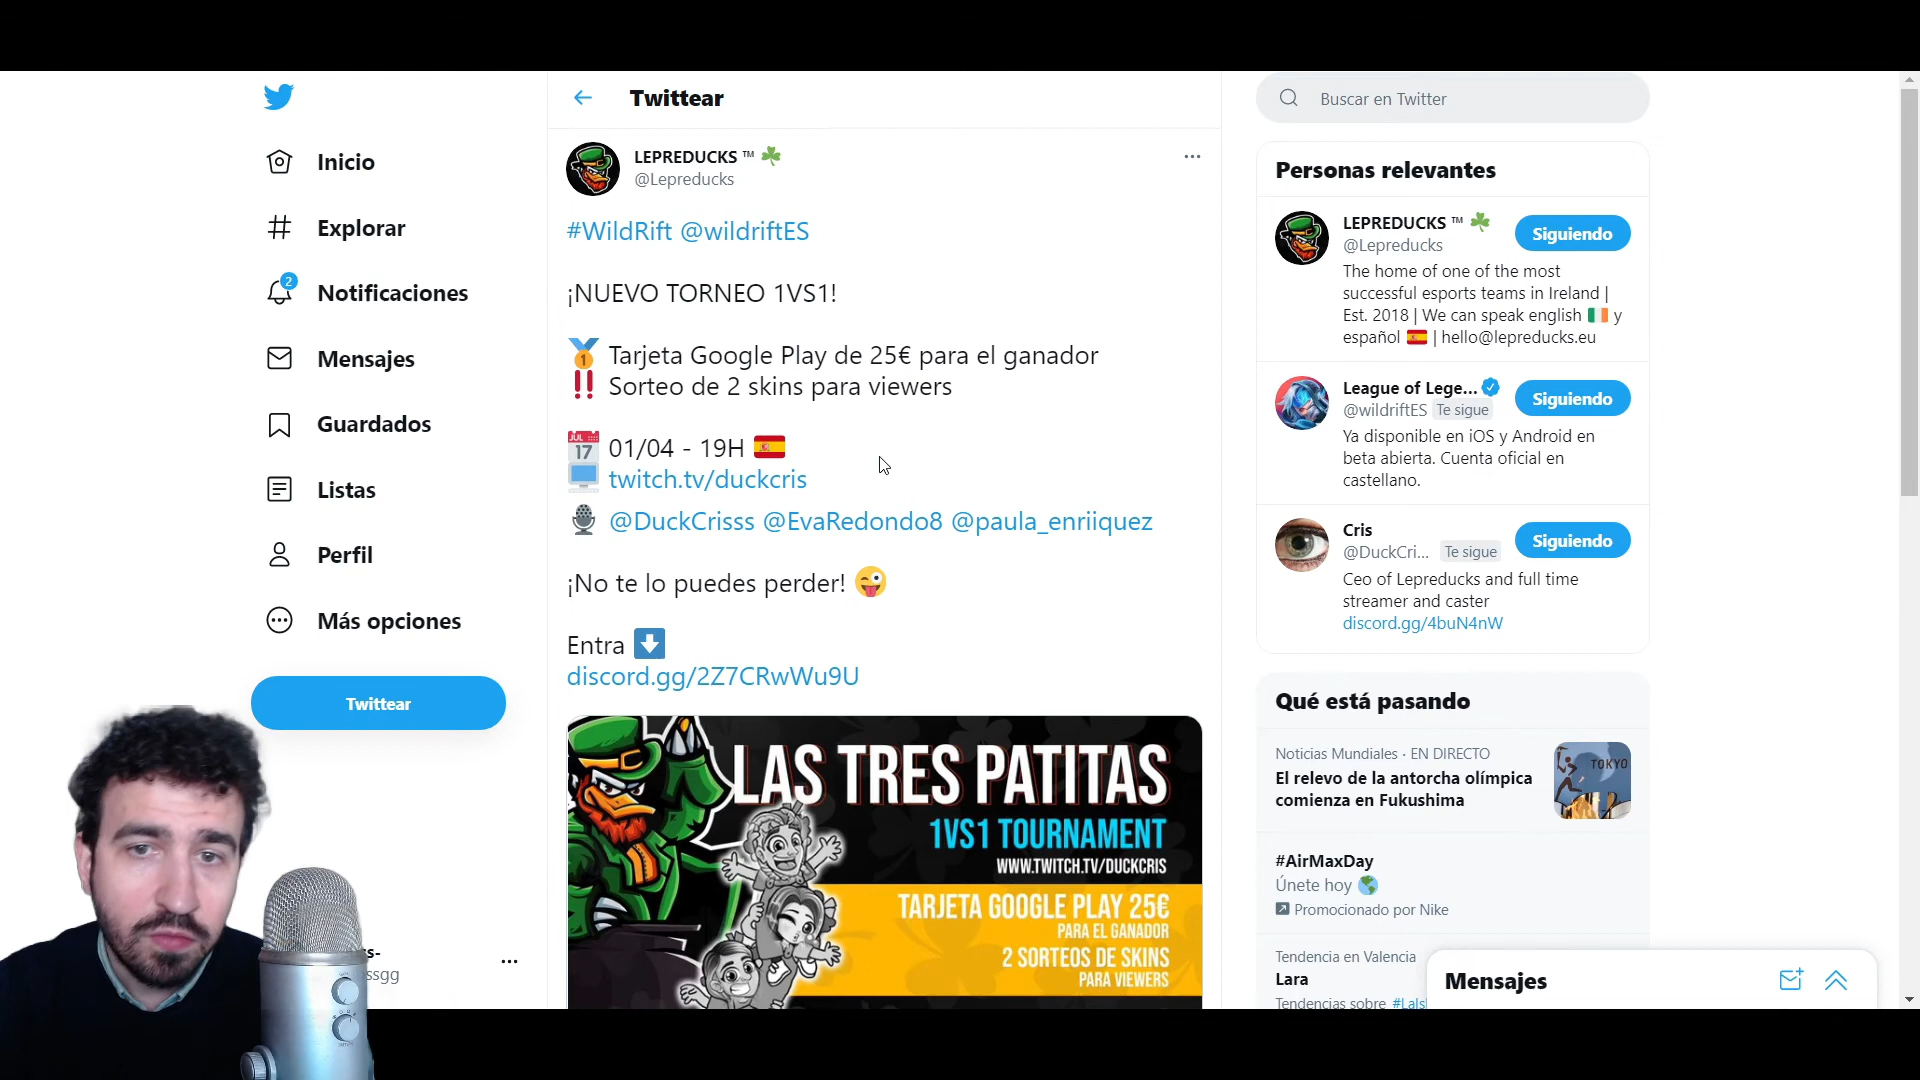 Inicio
Explorar
2
Notificaciones
Mensajes
Guardados
Listas
Perfil
Más opciones
Twittear
s-
ssgg
Twittear
LEPREDUCKS ™ ☘
@Lepreducks
#WildRift @wildriftES
¡NUEVO TORNEO 1VS1!
🥇 Tarjeta Google Play de 25€ para el ganador
‼ Sorteo de 2 skins para viewers
📅 01/04 - 19H 🇪🇸
🖥 twitch.tv/duckcris
🎙 @DuckCrisss @EvaRedondo8 @paula_enriiquez
¡No te lo puedes perder! 😜
Entra ⬇
discord.gg/2Z7CRwWu9U
LAS TRES PATITAS
1VS1 TOURNAMENT
WWW.TWITCH.TV/DUCKCRIS
TARJETA GOOGLE PLAY 25€
PARA EL GANADOR
2 SORTEOS DE SKINS
PARA VIEWERS
Buscar en Twitter
Personas relevantes
LEPREDUCKS ™ ☘
@Lepreducks
Siguiendo
The home of one of the most
successful esports teams in Ireland |
Est. 2018 | We can speak english 🇮🇪 y
español 🇪🇸 | hello@lepreducks.eu
League of Lege...
@wildriftES Te sigue
Siguiendo
Ya disponible en iOS y Android en
beta abierta. Cuenta oficial en
castellano.
Cris
@DuckCri... Te sigue
Siguiendo
Ceo of Lepreducks and full time
streamer and caster
discord.gg/4buN4nW
Qué está pasando
Noticias Mundiales · EN DIRECTO
El relevo de la antorcha olímpica
comienza en Fukushima
TOKYO
#AirMaxDay
Únete hoy 🌎
Promocionado por Nike
Tendencia en Valencia
Lara
Tendencias sobre #Lals
Mensajes